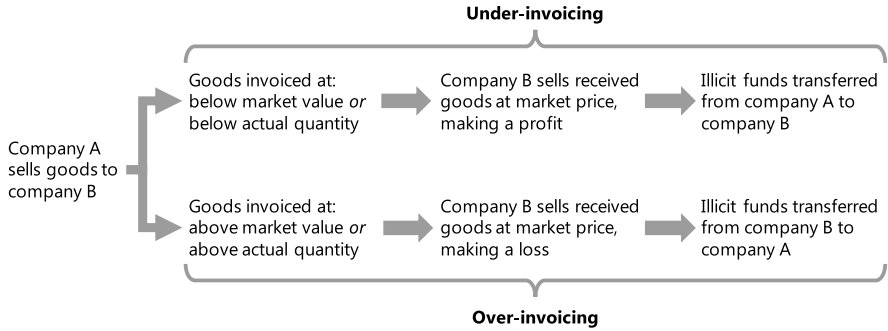 Under-invoicing
Goods invoiced at:
below market value or
below actual quantity
Company B sells received
goods at market price,
making a profit
Illicit funds transferred
from company A to
company B
Company A
sells goods to
company B
Goods invoiced at:
above market value or
above actual quantity
Company B sells received
goods at market price,
making a loss
Illicit funds transferred
from company B to
company A
Over-invoicing